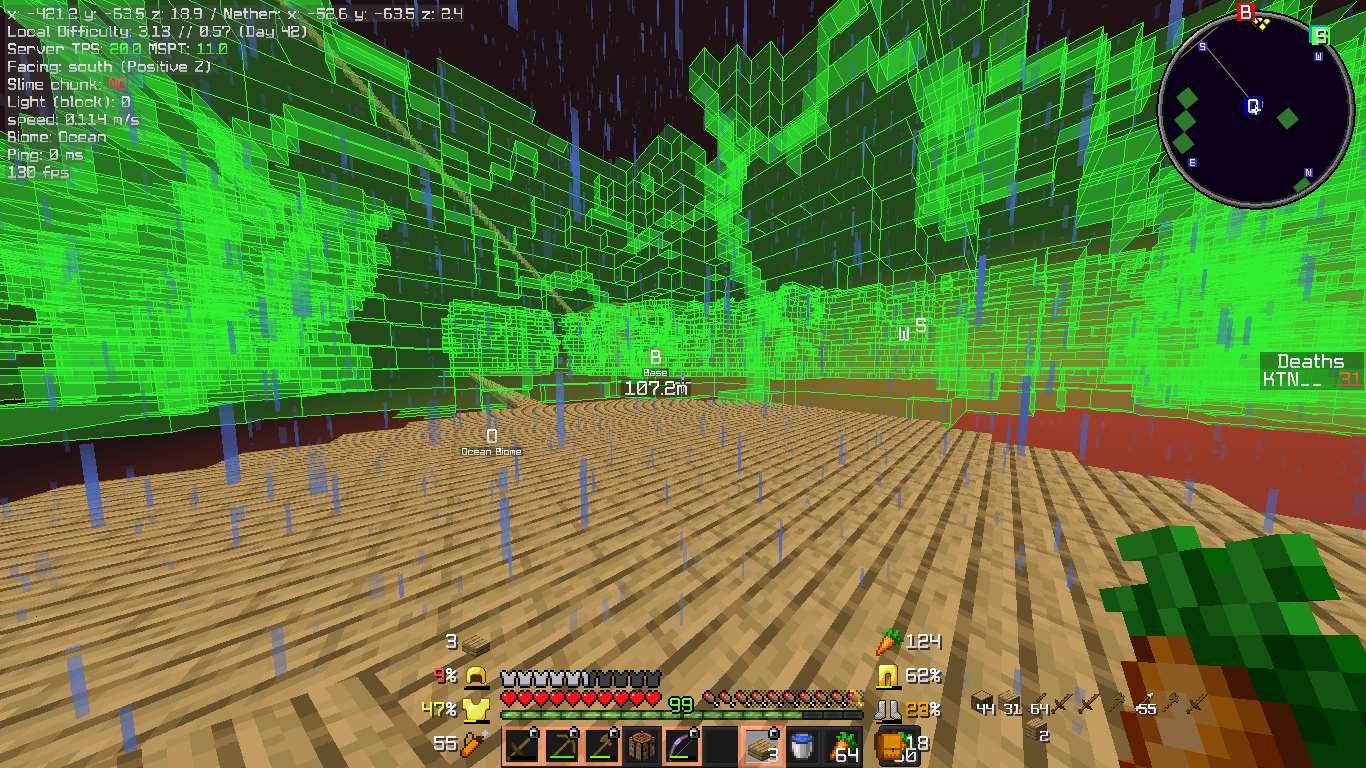 x: -421.2 y: -63.5 z: 18.9 / Nether: x: -52.6 y: -63.5 z: 2.4
Local Difficulty: 3.13 // 0.57 (Day 42)
Server TPS: 20.0 MSPT: 11.0
Facing: south (Positive Z)
Slime chunk:
Light (block): 0
speed: 0.114 m/s
Biome: Ocean
Ping: 0 ms
130 fps
B
S
S
W
O
E
N
W S
B
Base
107.2m
Deaths
KTN__ 31
O
Ocean Biome
3
124
9%
62%
99
47%
23%
44 31 64
55
2
55
3
64
18